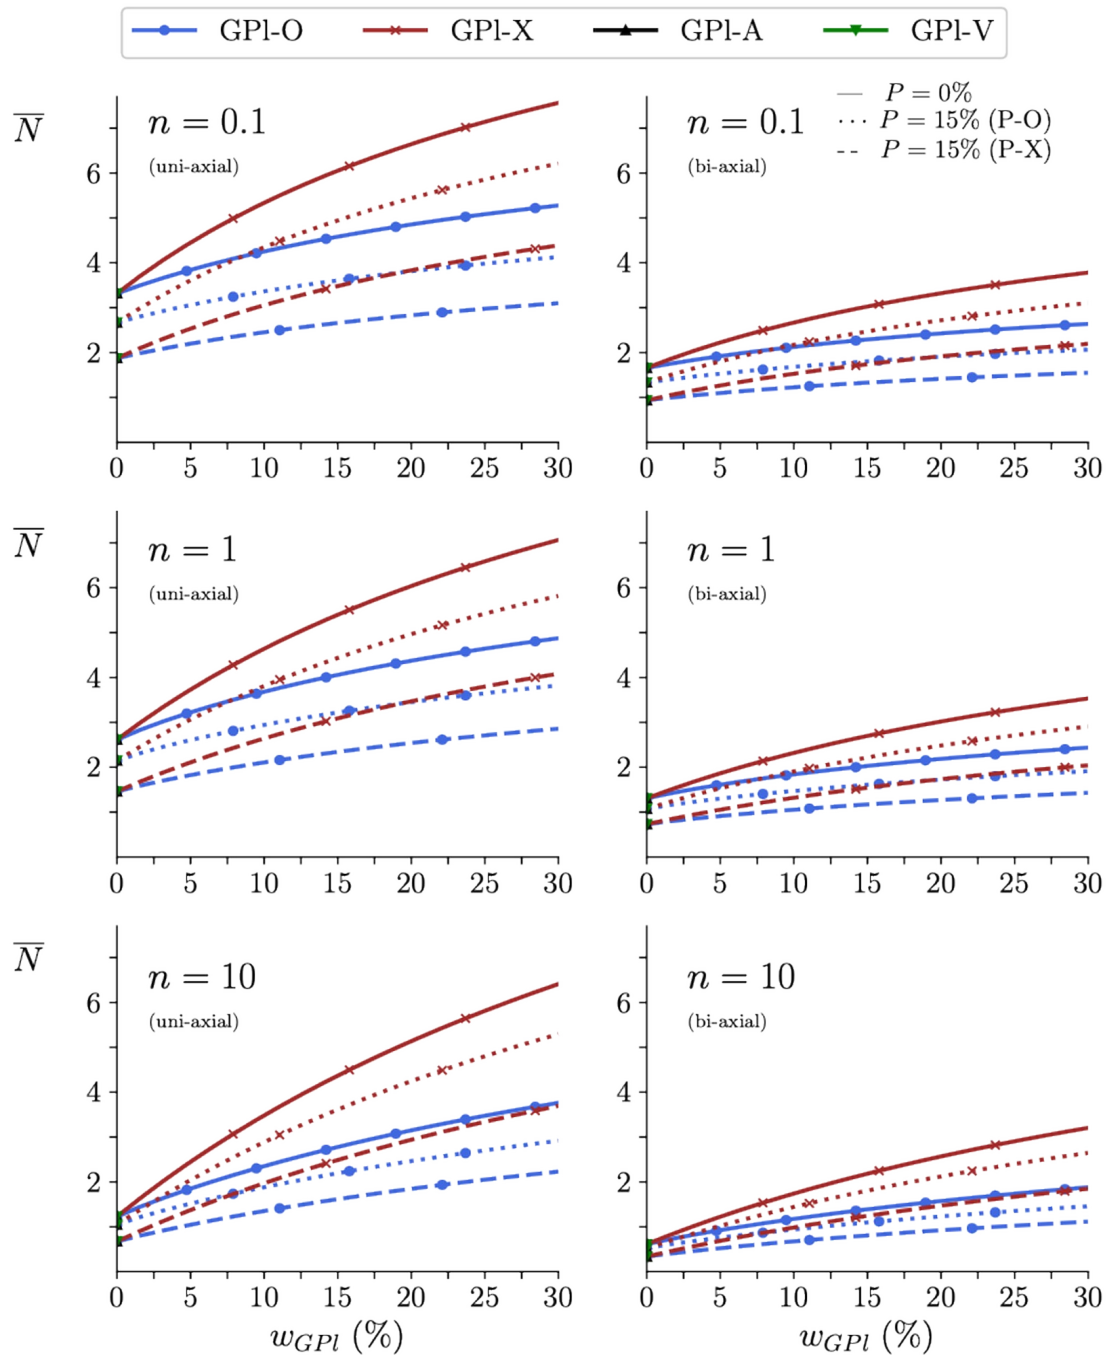 GPl-O GPl-X GPl-A GPl-V
N̅ n = 0.1 (uni-axial)
6
4
2
0 5 10 15 20 25 30
n = 0.1 (bi-axial)
P = 0%
P = 15% (P-O)
P = 15% (P-X)
6
4
2
0 5 10 15 20 25 30
N̅ n = 1 (uni-axial)
6
4
2
0 5 10 15 20 25 30
n = 1 (bi-axial)
6
4
2
0 5 10 15 20 25 30
N̅ n = 10 (uni-axial)
6
4
2
0 5 10 15 20 25 30
w_GPl (%)
n = 10 (bi-axial)
6
4
2
0 5 10 15 20 25 30
w_GPl (%)